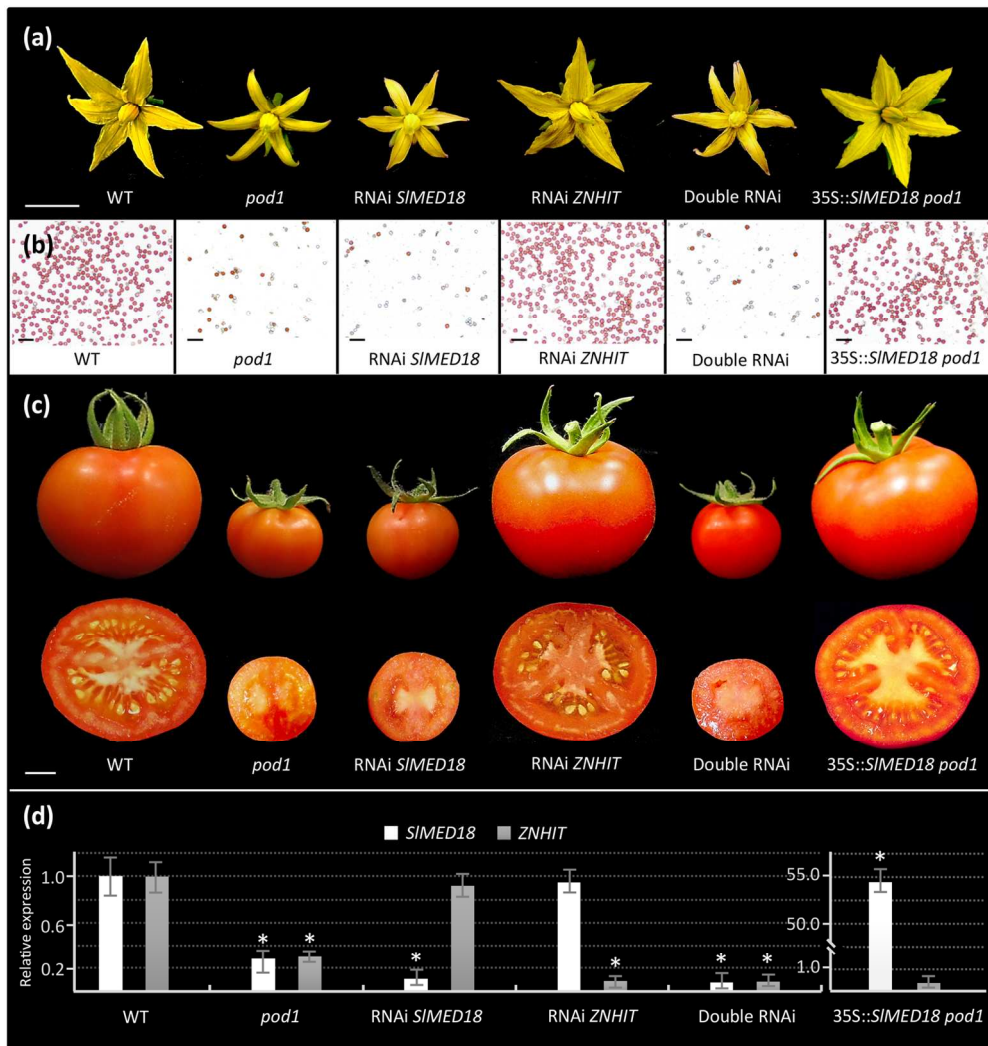 (a)
WT pod1 RNAi SlMED18 RNAi ZNHIT Double RNAi 35S::SlMED18 pod1
(b)
WT pod1 RNAi SlMED18 RNAi ZNHIT Double RNAi 35S::SlMED18 pod1
(c)
WT pod1 RNAi SlMED18 RNAi ZNHIT Double RNAi 35S::SlMED18 pod1
(d)
SlMED18 ZNHIT
Relative expression
1.0
0.6
0.2
* * * * * * *
55.0
50.0
1.0
WT pod1 RNAi SlMED18 RNAi ZNHIT Double RNAi 35S::SlMED18 pod1